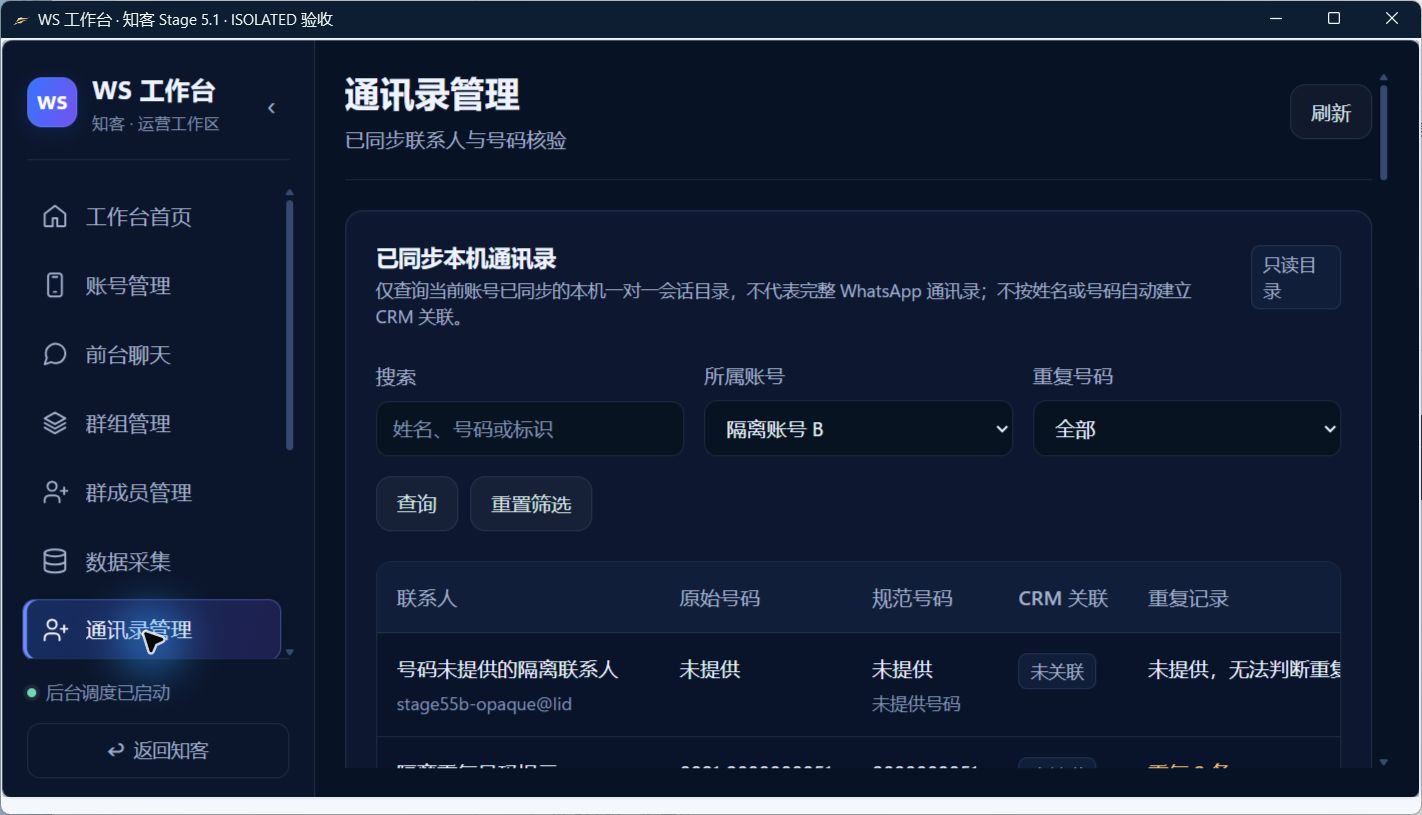 WS 工作台 · 知客 Stage 5.1 · ISOLATED 验收
WS
WS 工作台
知客 · 运营工作区
工作台首页
账号管理
前台聊天
群组管理
群成员管理
数据采集
通讯录管理
后台调度已启动
返回知客
通讯录管理
已同步联系人与号码核验
刷新
已同步本机通讯录
仅查询当前账号已同步的本机一对一会话目录，不代表完整 WhatsApp 通讯录；不按姓名或号码自动建立
CRM 关联。
只读目
录
搜索
所属账号
重复号码
姓名、号码或标识
隔离账号 B
全部
查询
重置筛选
联系人
原始号码
规范号码
CRM 关联
重复记录
号码未提供的隔离联系人
未提供
未提供
未关联
未提供，无法判断重复
stage55b-opaque@lid
未提供号码